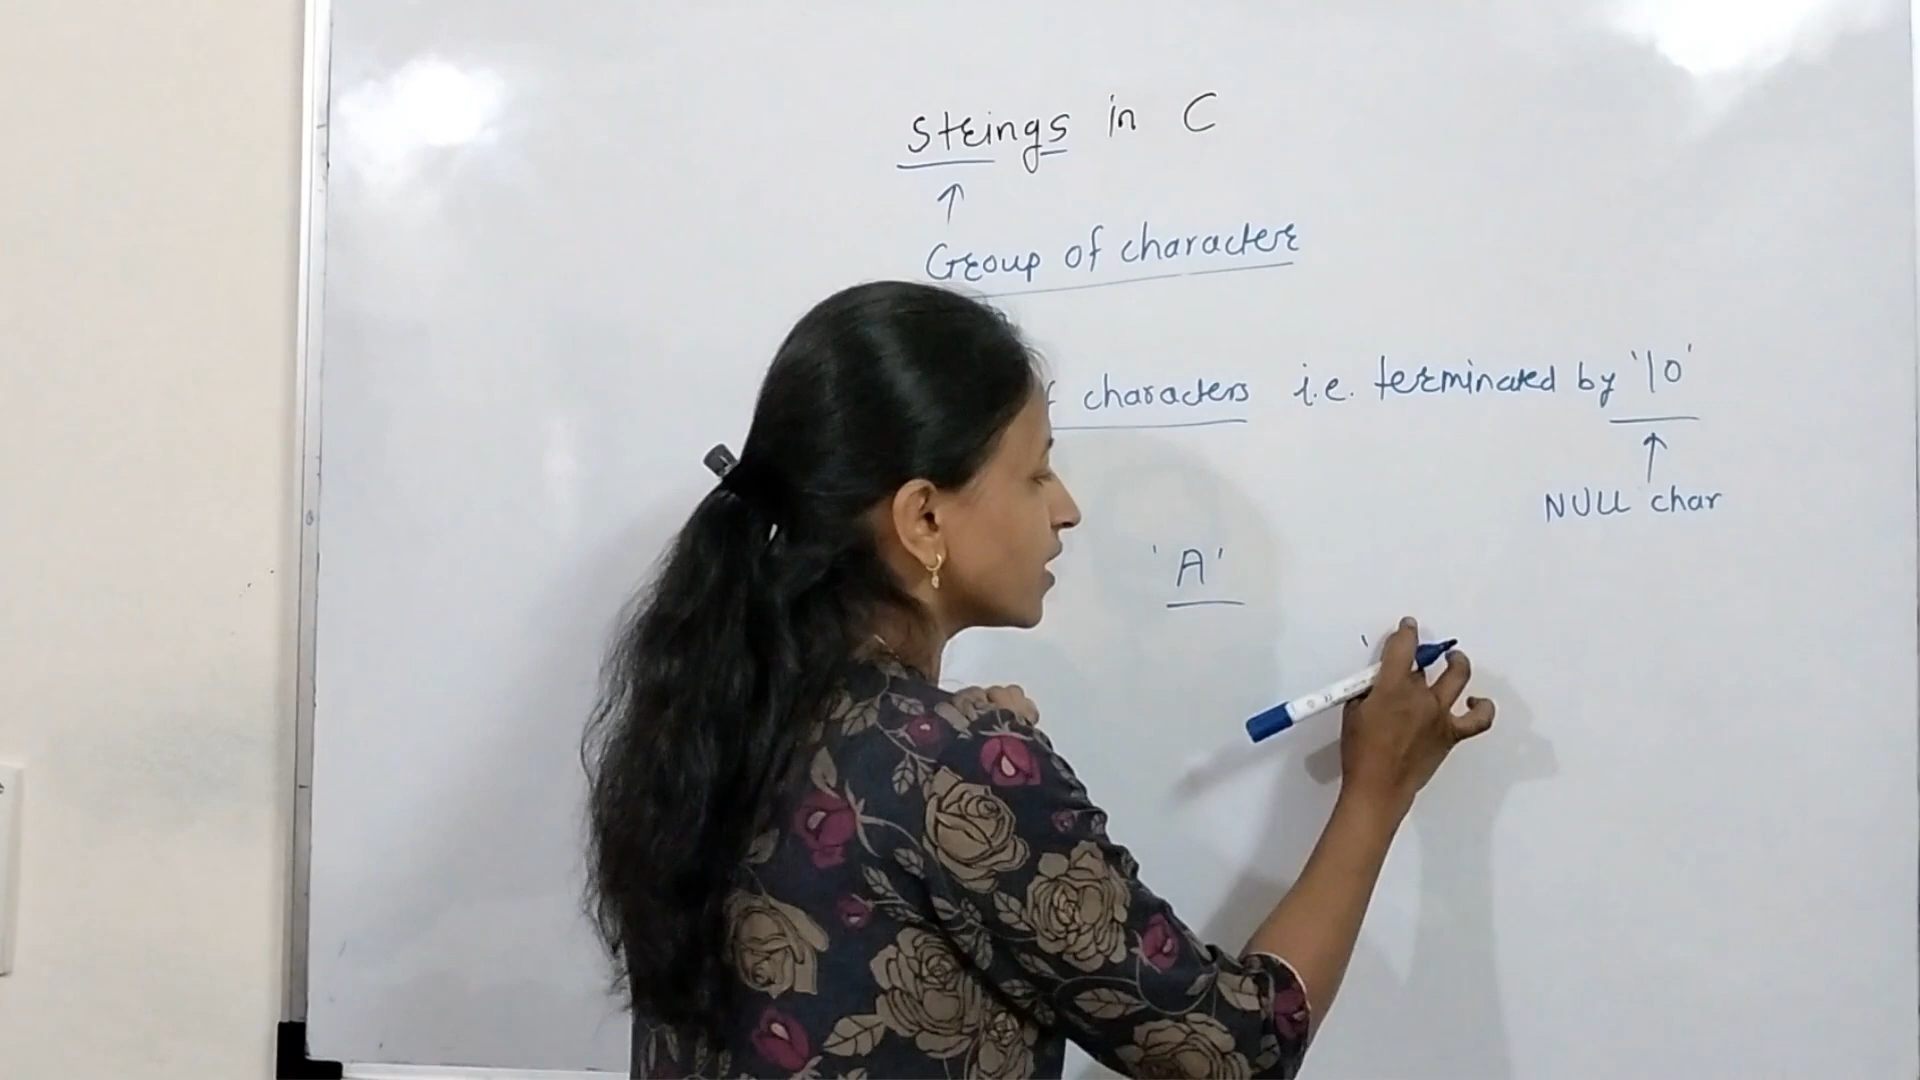 Strings in C
↑
Group of character
characters i.e. terminated by '\0'
↑
NULL char
'A'
'